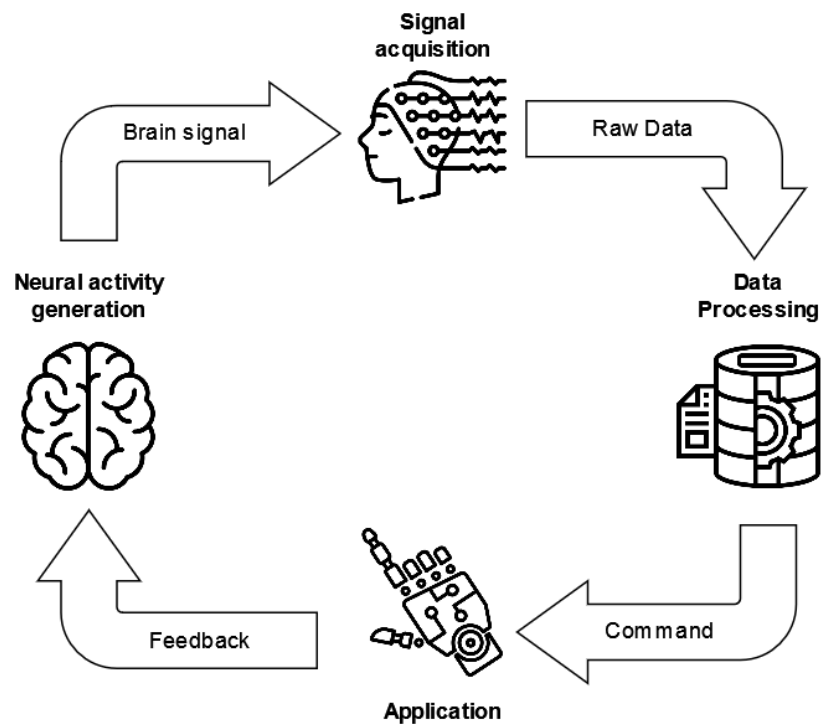 Signal
acquisition
Brain signal
Raw Data
Neural activity
generation
Data
Processing
Feedback
Command
Application